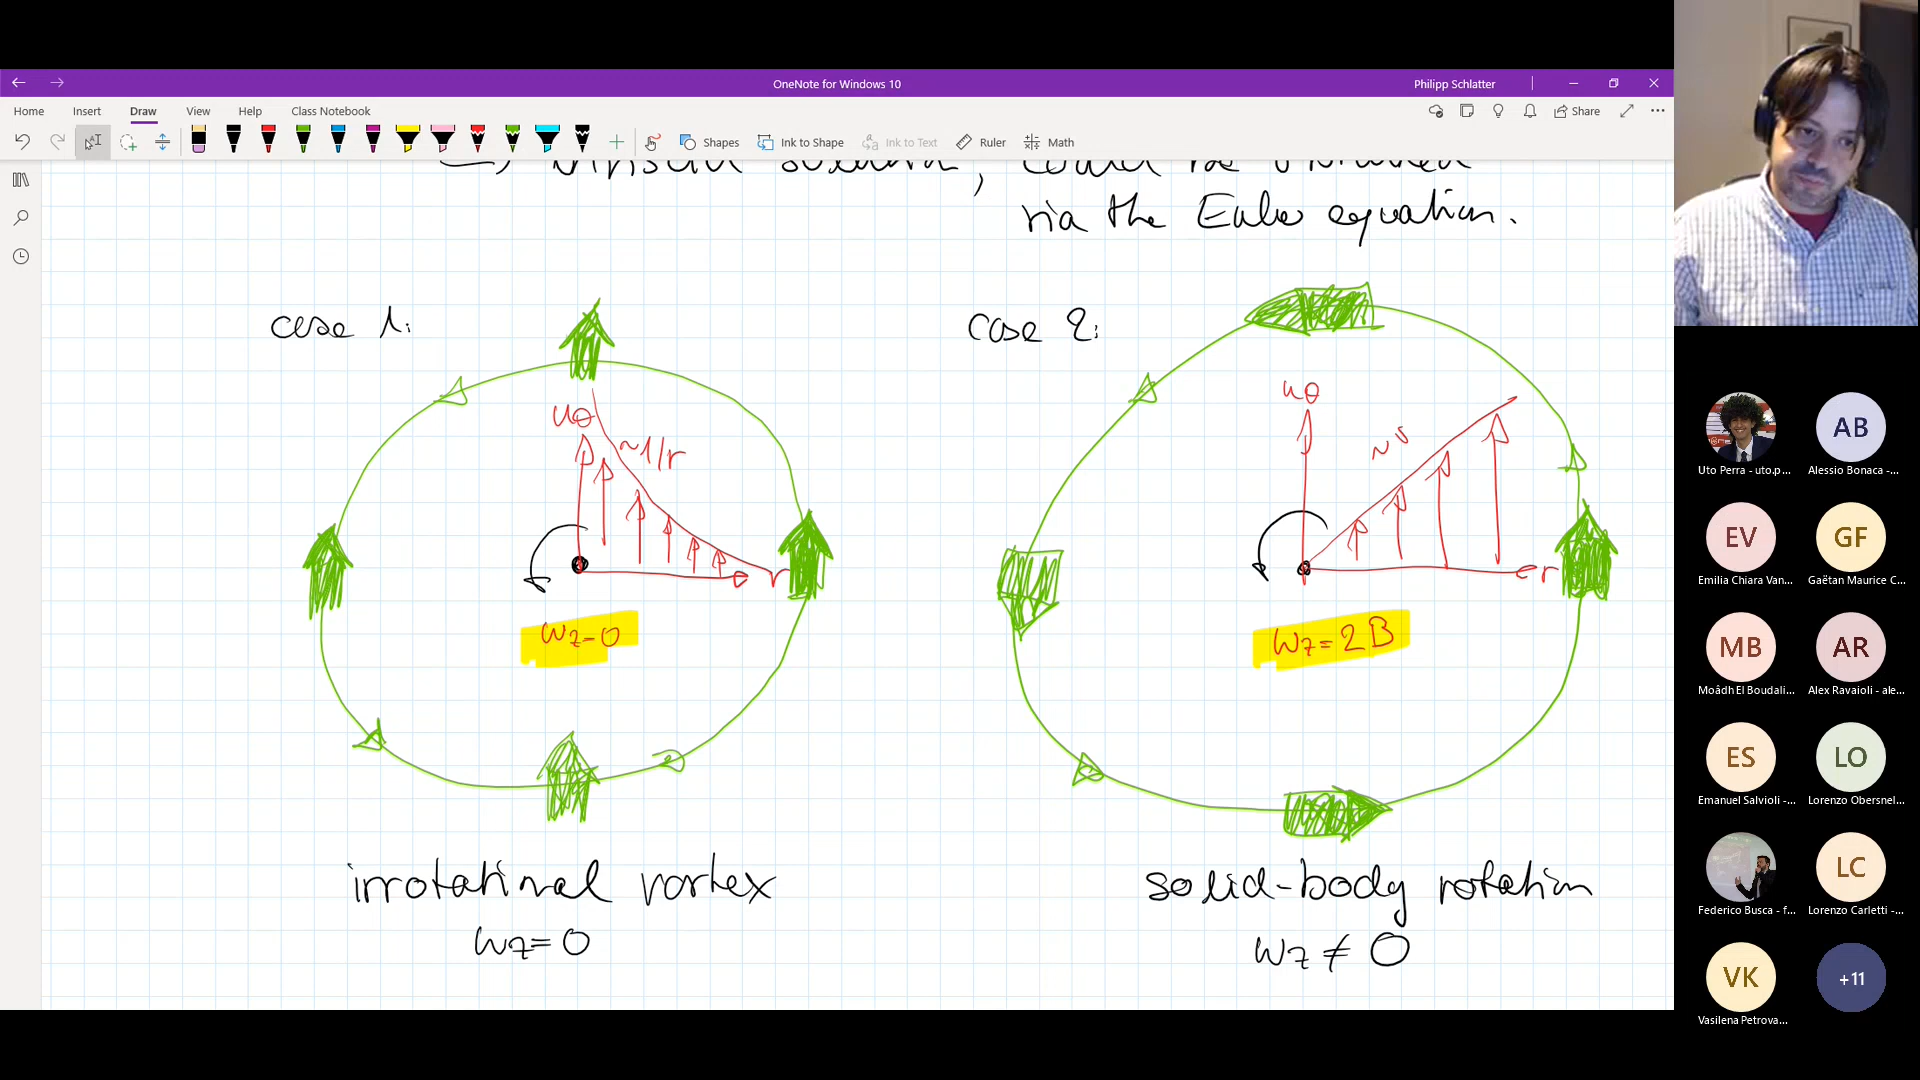 OneNote for Windows 10
Philipp Schlatter
Home Insert Draw View Help Class Notebook
Share
Shapes Ink to Shape Ink to Text Ruler Math
via the Euler equation.
case 1:
case 2:
uθ
~1/r
r
ωz=0
uθ
~r
r
ωz=2B
irrotational vortex
ωz=0
solid-body rotation
ωz≠0
Uto Perra - uto.p...
AB
Alessio Bonaca -...
EV
Emilia Chiara Van...
GF
Gaëtan Maurice C...
MB
Moâdh El Boudali...
AR
Alex Ravaioli - ale...
ES
Emanuel Salvioli -...
LO
Lorenzo Obersnel...
Federico Busca - f...
LC
Lorenzo Carletti -...
VK
Vasilena Petrova...
+11